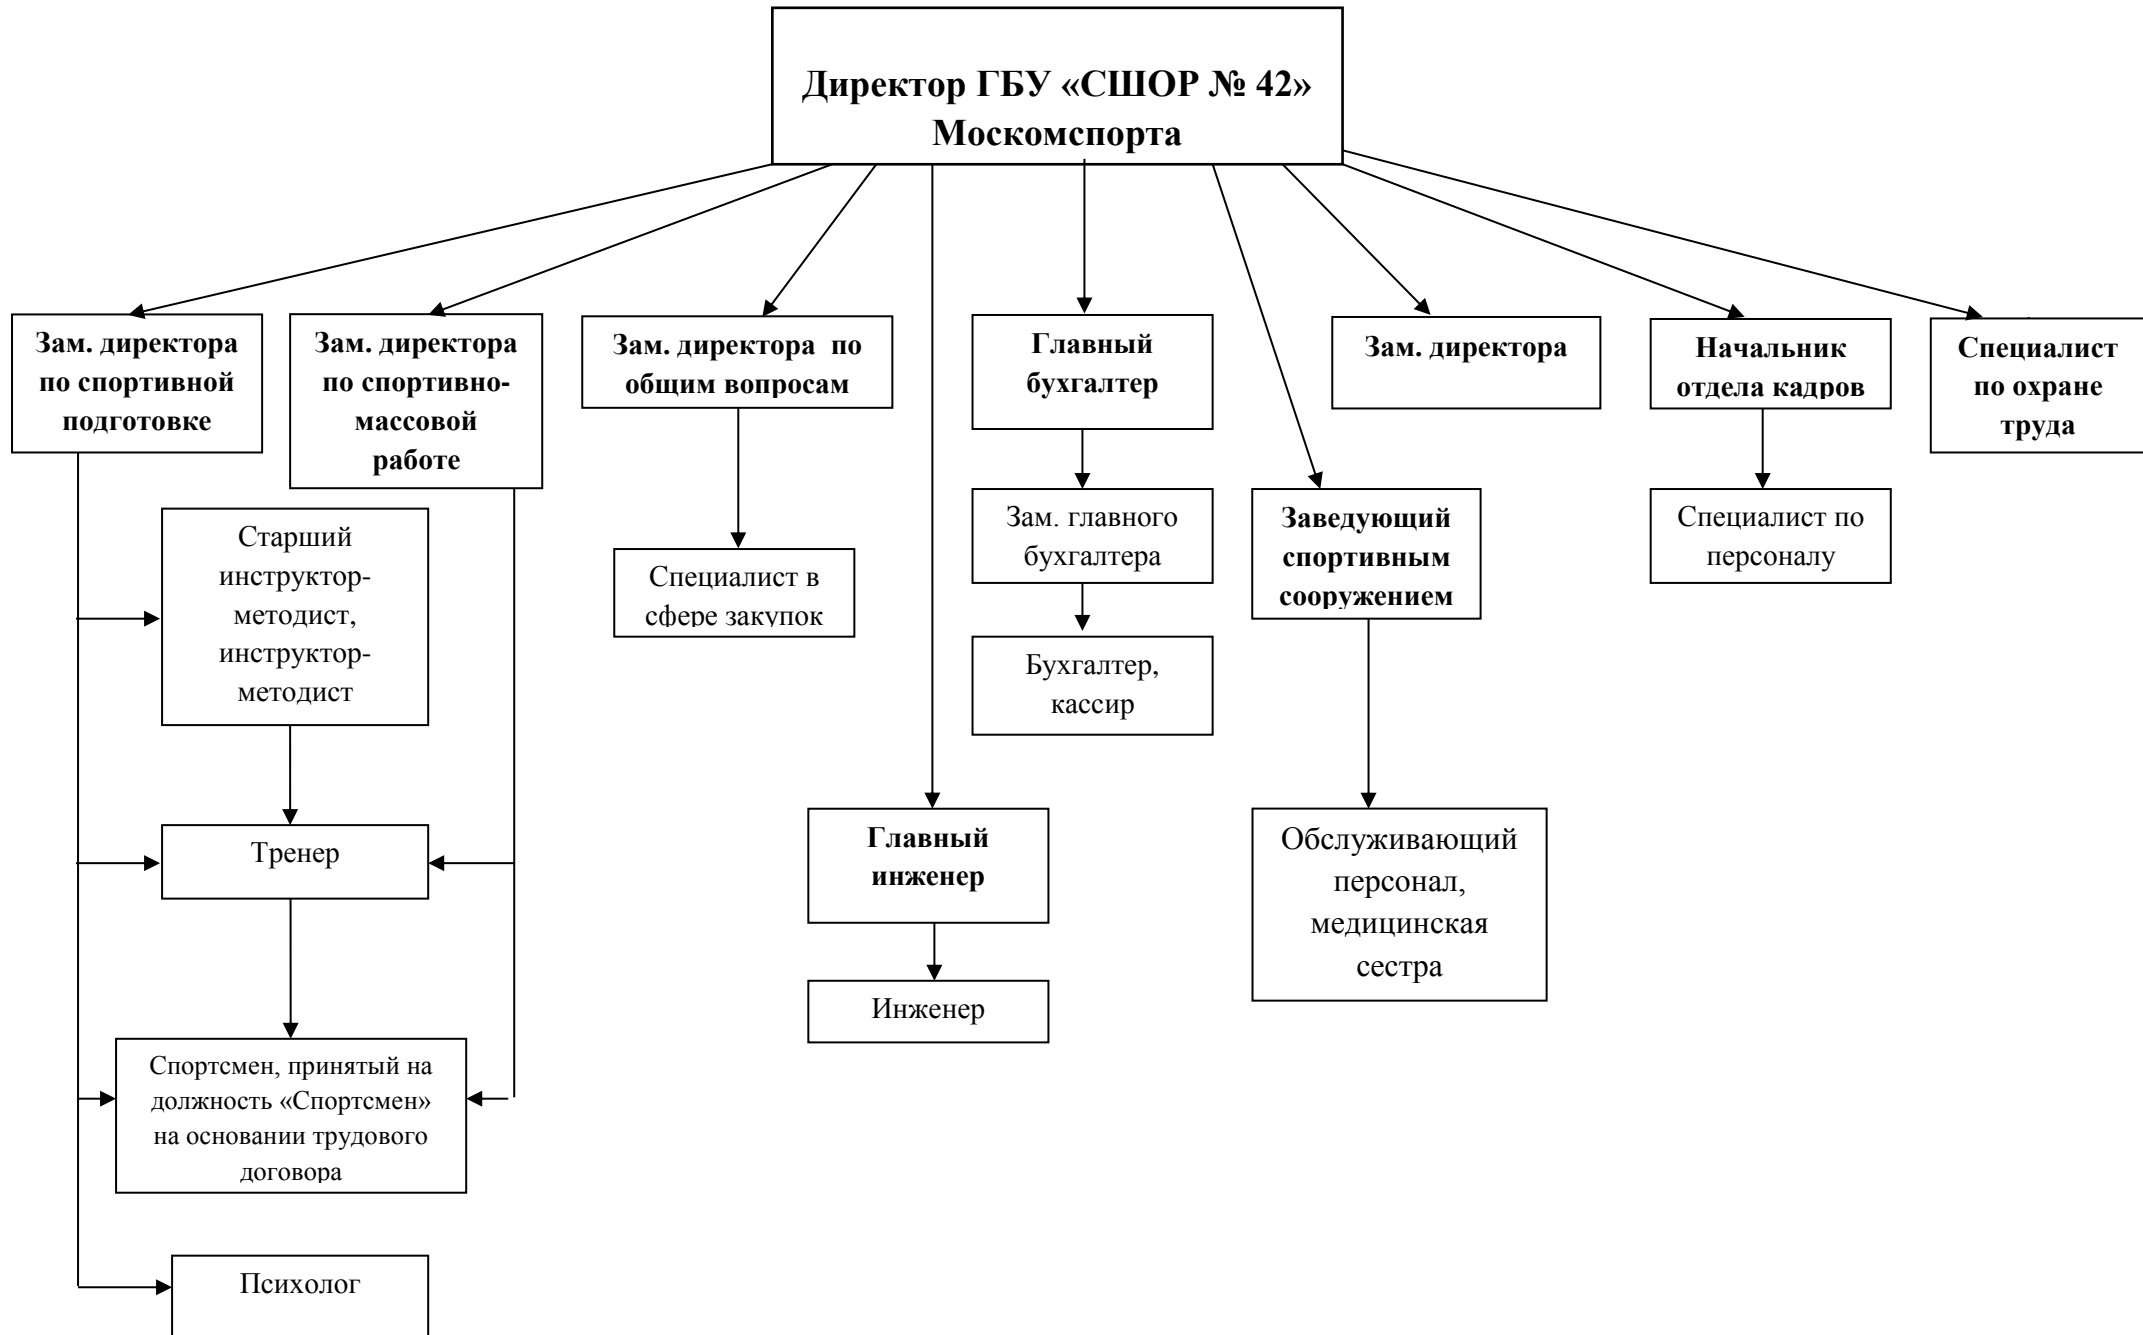 Директор ГБУ «СШОР № 42»
Москомспорта
Зам. директора
по спортивной
подготовке
Зам. директора
по спортивно-
массовой
работе
Зам. директора по
общим вопросам
Главный
бухгалтер
Зам. директора
Начальник
отдела кадров
Специалист
по охране
труда
Старший
инструктор-
методист,
инструктор-
методист
Специалист в
сфере закупок
Зам. главного
бухгалтера
Заведующий
спортивным
сооружением
Специалист по
персоналу
Бухгалтер,
кассир
Тренер
Главный
инженер
Обслуживающий
персонал,
медицинская
сестра
Инженер
Спортсмен, принятый на
должность «Спортсмен»
на основании трудового
договора
Психолог